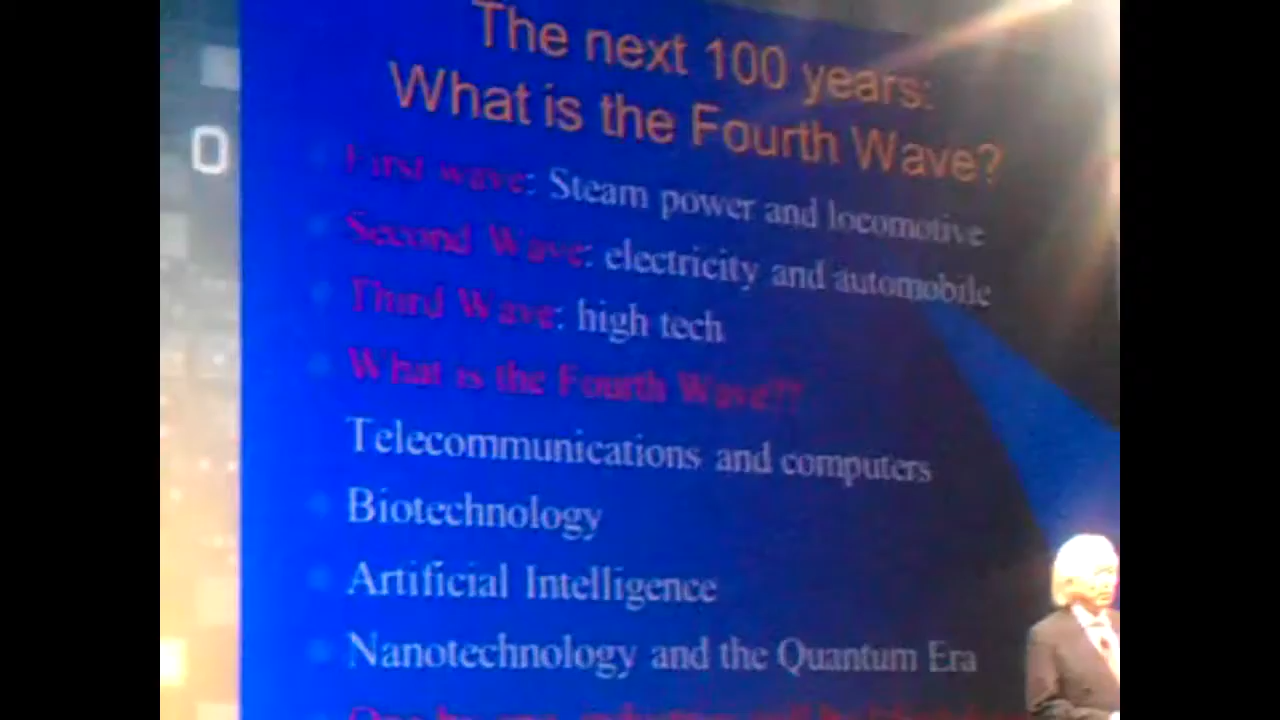 The next 100 years:
What is the Fourth Wave?
First wave: Steam power and locomotive
Second Wave: electricity and automobile
Third Wave: high tech
What is the Fourth Wave??
Telecommunications and computers
Biotechnology
Artificial Intelligence
Nanotechnology and the Quantum Era